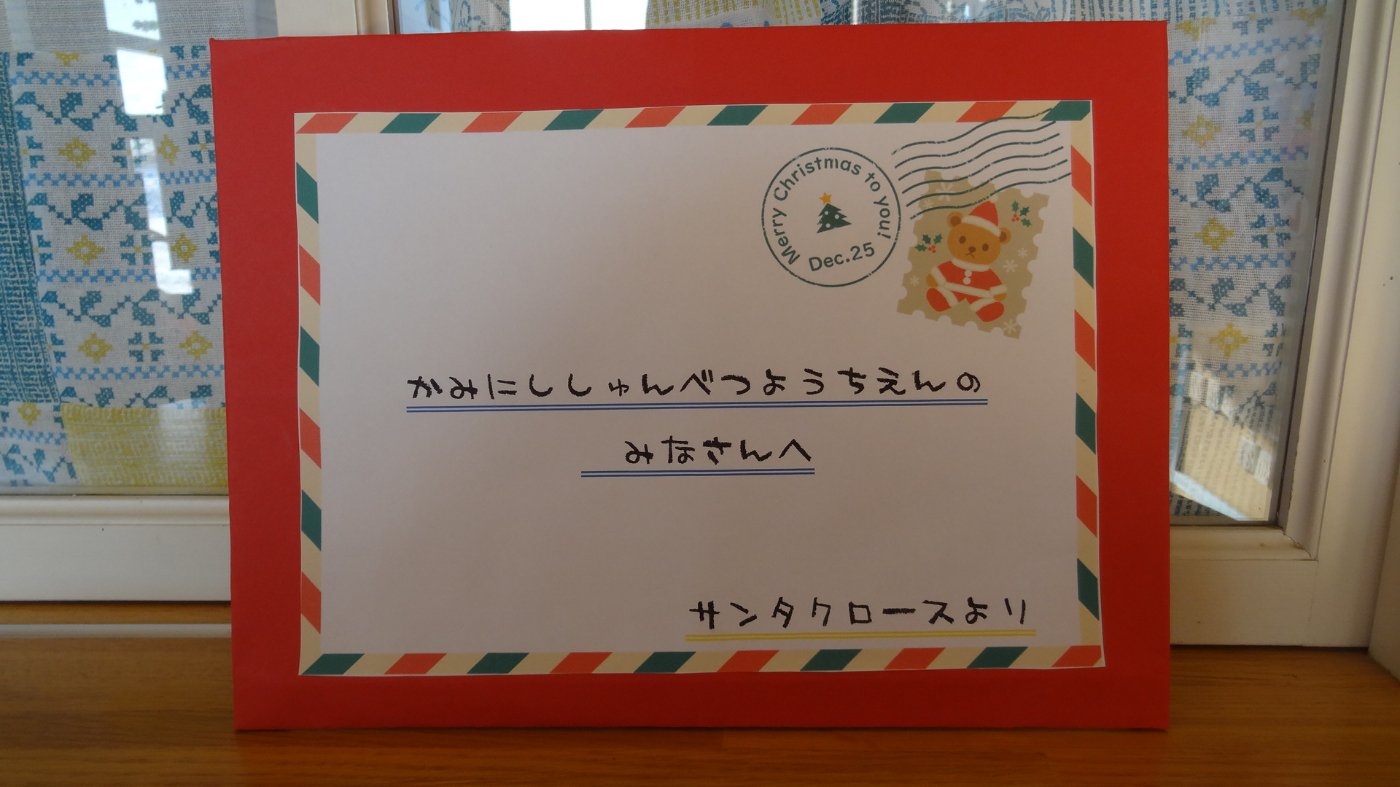 Merry Christmas to you!
Dec.25
かみにししゅんべつようちえんの
みなさんへ
サンタクロースより